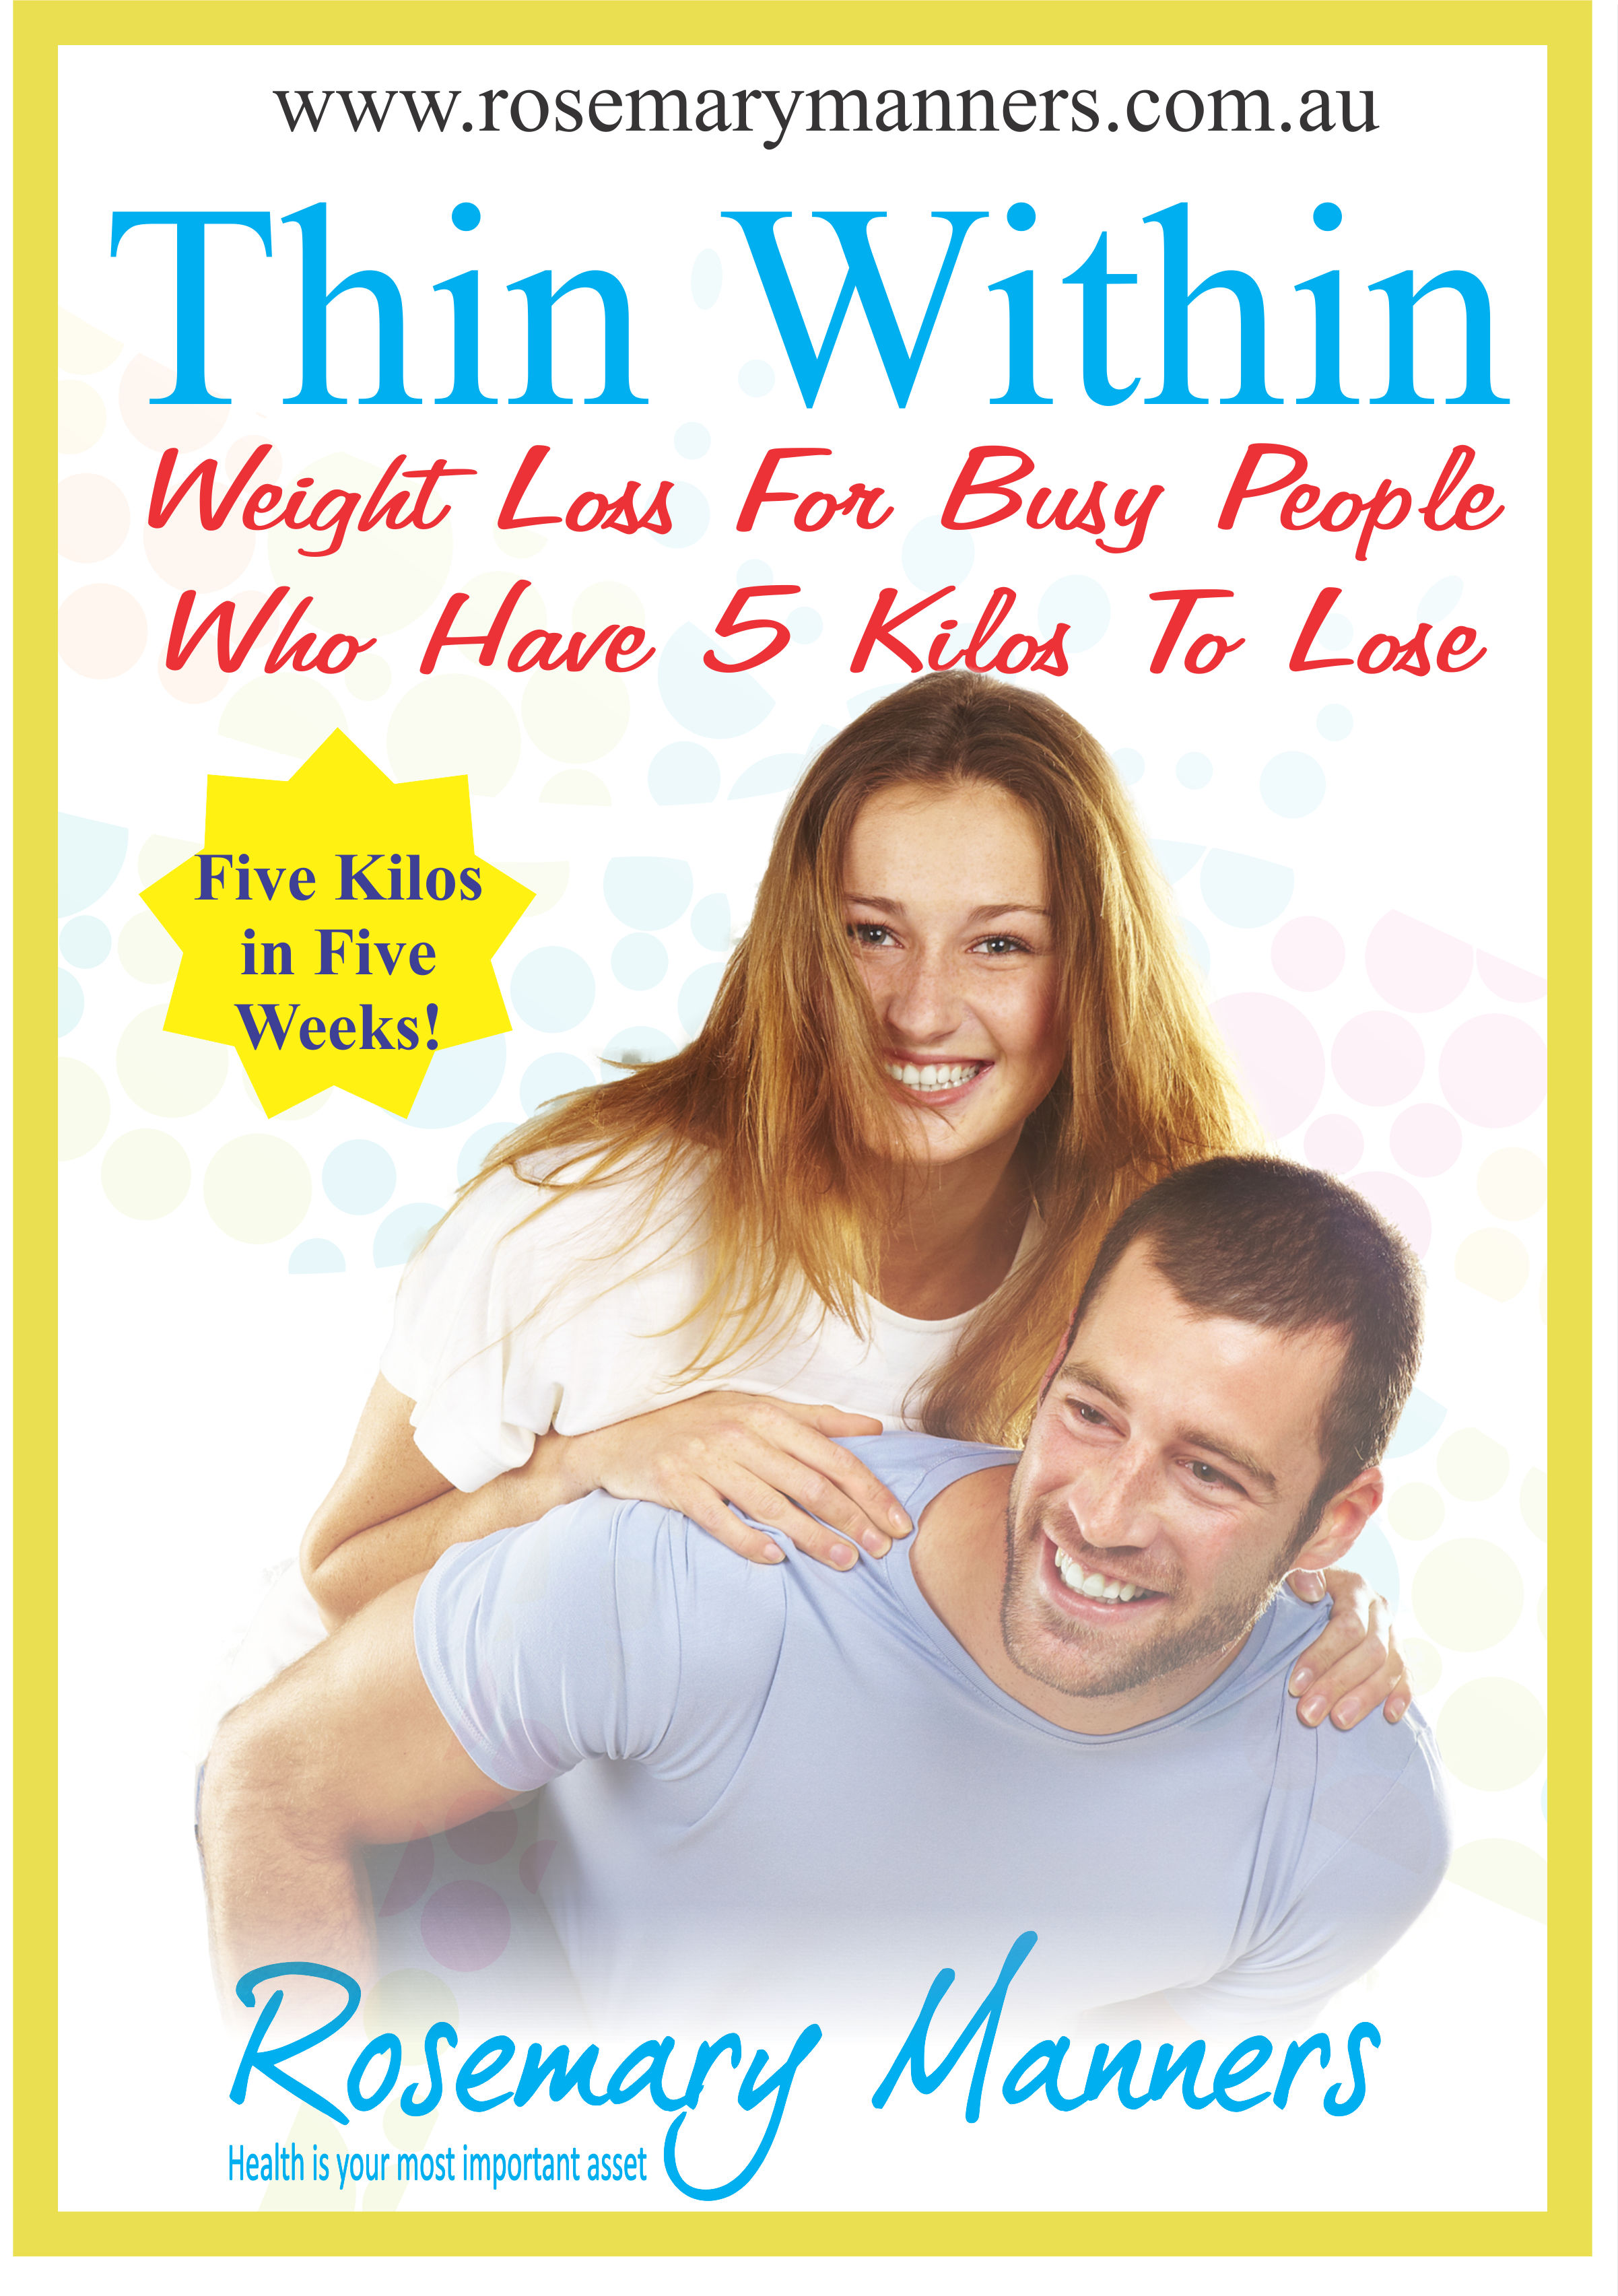 www.rosemarymanners.com.au
Thin Within
Weight Loss For Busy People
Who Have 5 Kilos To Lose
Five Kilos
in Five
Weeks!
Rosemary Manners
Health is your most important asset